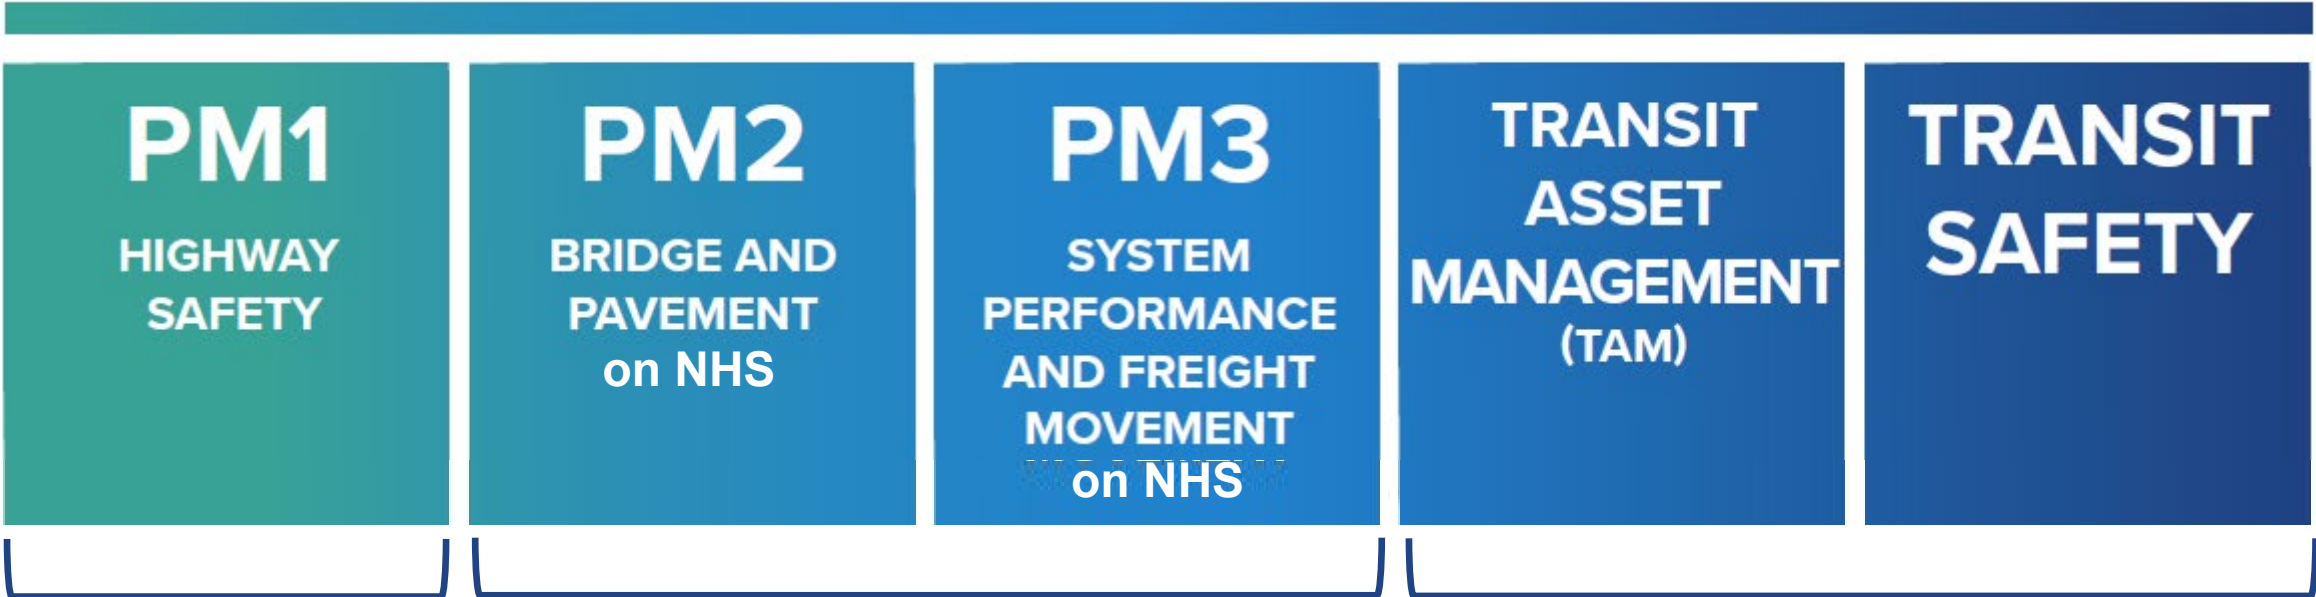 PM1
HIGHWAY
SAFETY
PM2
BRIDGE AND
PAVEMENT
on NHS
PM3
SYSTEM
PERFORMANCE
AND FREIGHT
MOVEMENT
on NHS
TRANSIT
ASSET
MANAGEMENT
(TAM)
TRANSIT
SAFETY